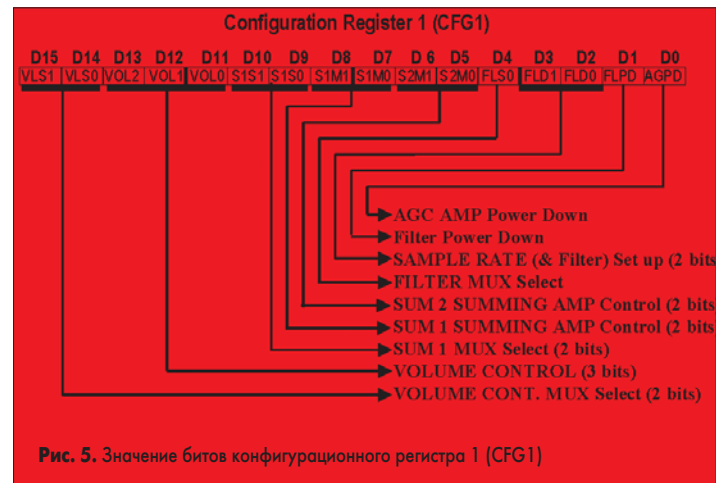 Configuration Register 1 (CFG1)
D15 D14 D13 D12 D11 D10 D9 D8 D7 D 6 D5 D4 D3 D2 D1 D0
VLS1 VLS0 VOL2 VOL1 VOL0 S1S1 S1S0 S1M1 S1M0 S2M1 S2M0 FLS0 FLD1 FLD0 FLPD AGPD
AGC AMP Power Down
Filter Power Down
SAMPLE RATE (& Filter) Set up (2 bits
FILTER MUX Select
SUM 2 SUMMING AMP Control (2 bits
SUM 1 SUMMING AMP Control (2 bits
SUM 1 MUX Select (2 bits)
VOLUME CONTROL (3 bits)
VOLUME CONT. MUX Select (2 bits)
Рис. 5. Значение битов конфигурационного регистра 1 (CFG1)